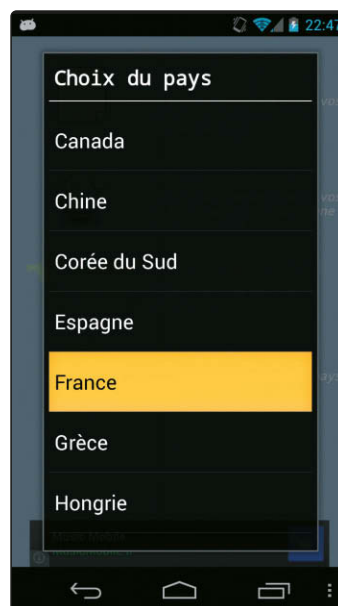 22:47
Choix du pays
Canada
Chine
Corée du Sud
Espagne
France
Grèce
Hongrie